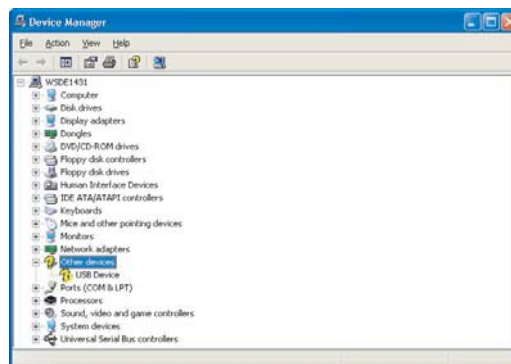 Device Manager
File Action View Help
WSDE1431
Computer
Disk drives
Display adapters
Dongles
DVD/CD-ROM drives
Floppy disk controllers
Floppy disk drives
Human Interface Devices
IDE ATA/ATAPI controllers
Keyboards
Mice and other pointing devices
Monitors
Network adapters
Other devices
USB Device
Ports (COM & LPT)
Processors
Sound, video and game controllers
System devices
Universal Serial Bus controllers